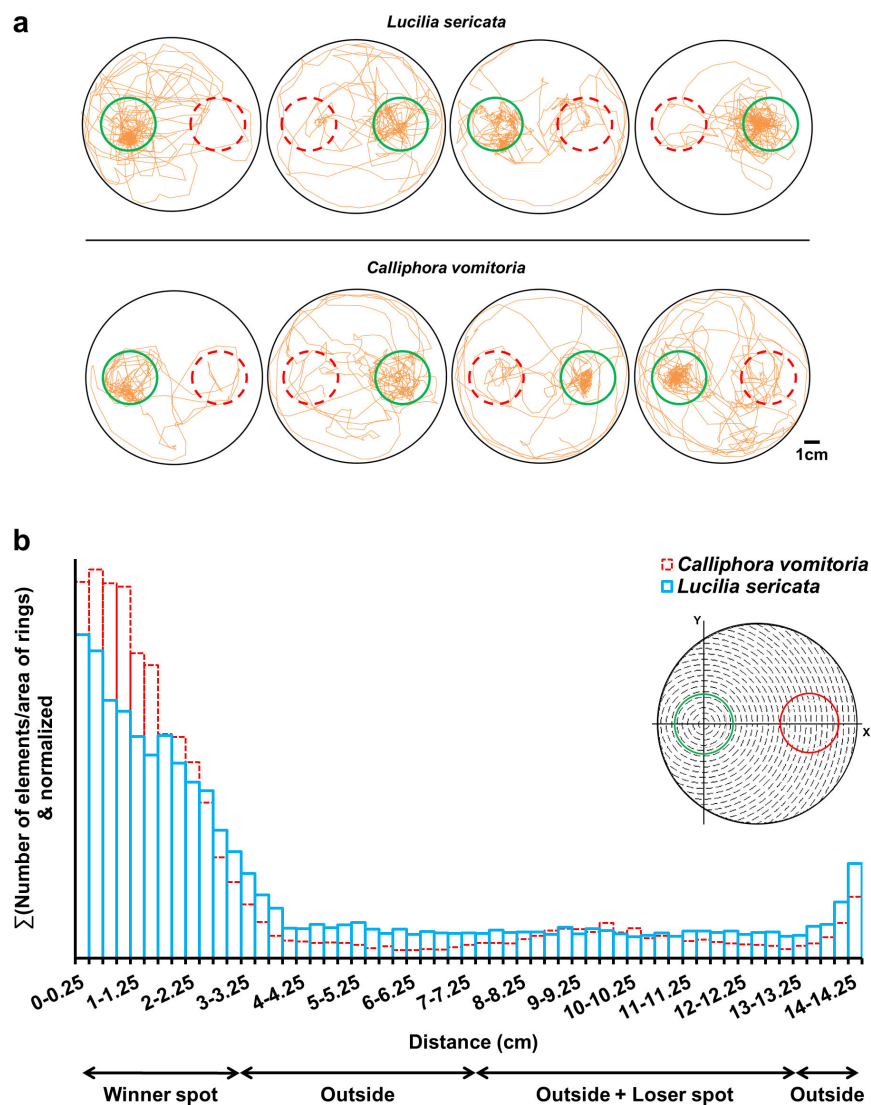 a
Lucilia sericata
Calliphora vomitoria
1cm
b
Calliphora vomitoria
Lucilia sericata
Y
X
∑(Number of elements/area of rings)
& normalized
0-0.25
1-1.25
2-2.25
3-3.25
4-4.25
5-5.25
6-6.25
7-7.25
8-8.25
9-9.25
10-10.25
11-11.25
12-12.25
13-13.25
14-14.25
Distance (cm)
Winner spot
Outside
Outside + Loser spot
Outside